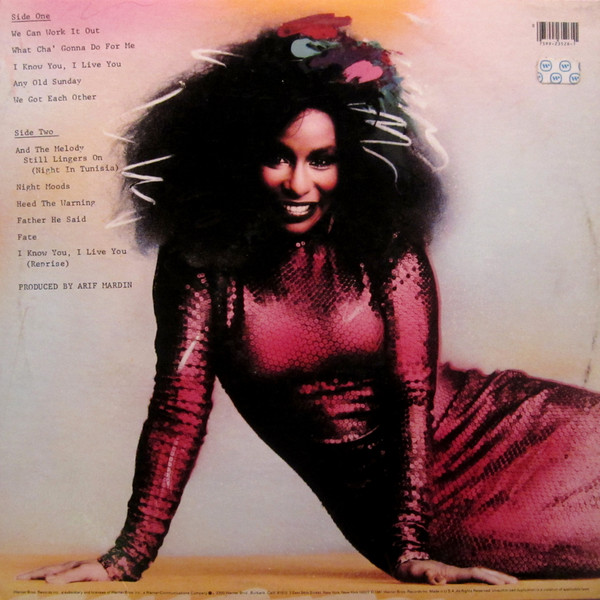 Side One
We Can Work It Out
What Cha' Gonna Do For Me
I Know You, I Live You
Any Old Sunday
We Got Each Other
Side Two
And The Melody
Still Lingers On
(Night In Tunisia)
Night Moods
Heed The Warning
Father He Said
Fate
I Know You, I Live You
(Reprise)
PRODUCED BY ARIF MARDIN